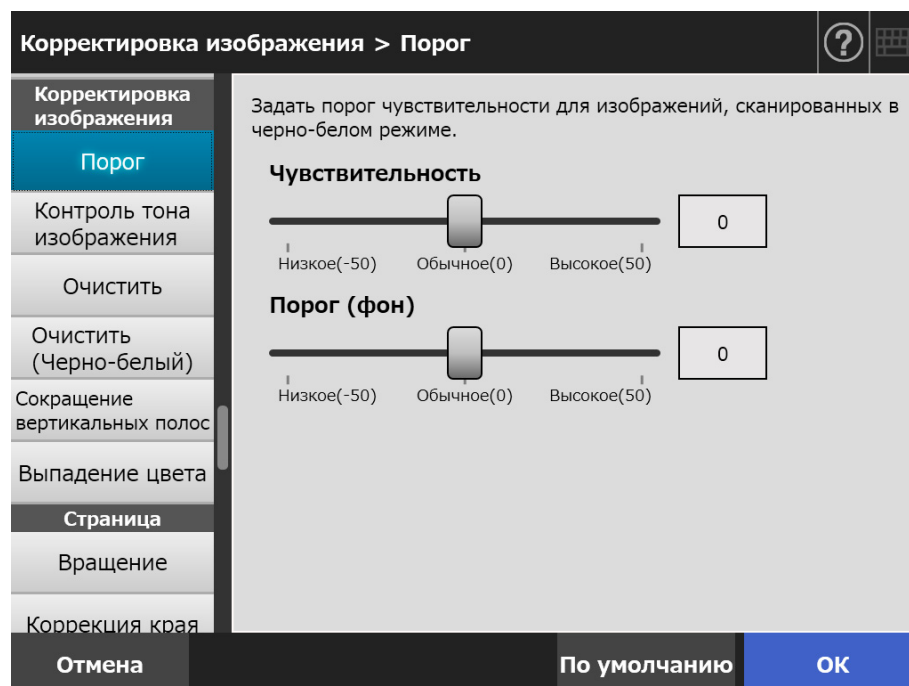 Корректировка изображения > Порог
?
Корректировка
изображения
Порог
Контроль тона
изображения
Очистить
Очистить
(Черно-белый)
Сокращение
вертикальных полос
Выпадение цвета
Страница
Вращение
Коррекция края
Задать порог чувствительности для изображений, сканированных в
черно-белом режиме.
Чувствительность
0
Низкое(-50) Обычное(0) Высокое(50)
Порог (фон)
0
Низкое(-50) Обычное(0) Высокое(50)
Отмена
По умолчанию
ОК